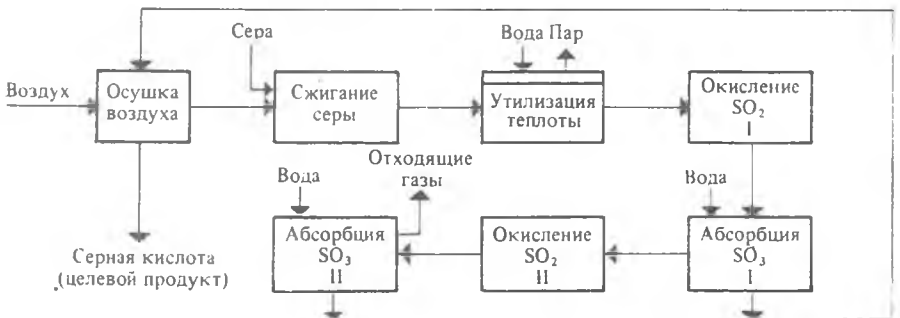 Сера
Вода Пар
Воздух
Осушка
воздуха
Сжигание
серы
Утилизация
теплоты
Окисление
SO₂
I
Вода
Отходящие
газы
Вода
Серная кислота
(целевой продукт)
Абсорбция
SO₃
II
Окисление
SO₂
II
Абсорбция
SO₃
I